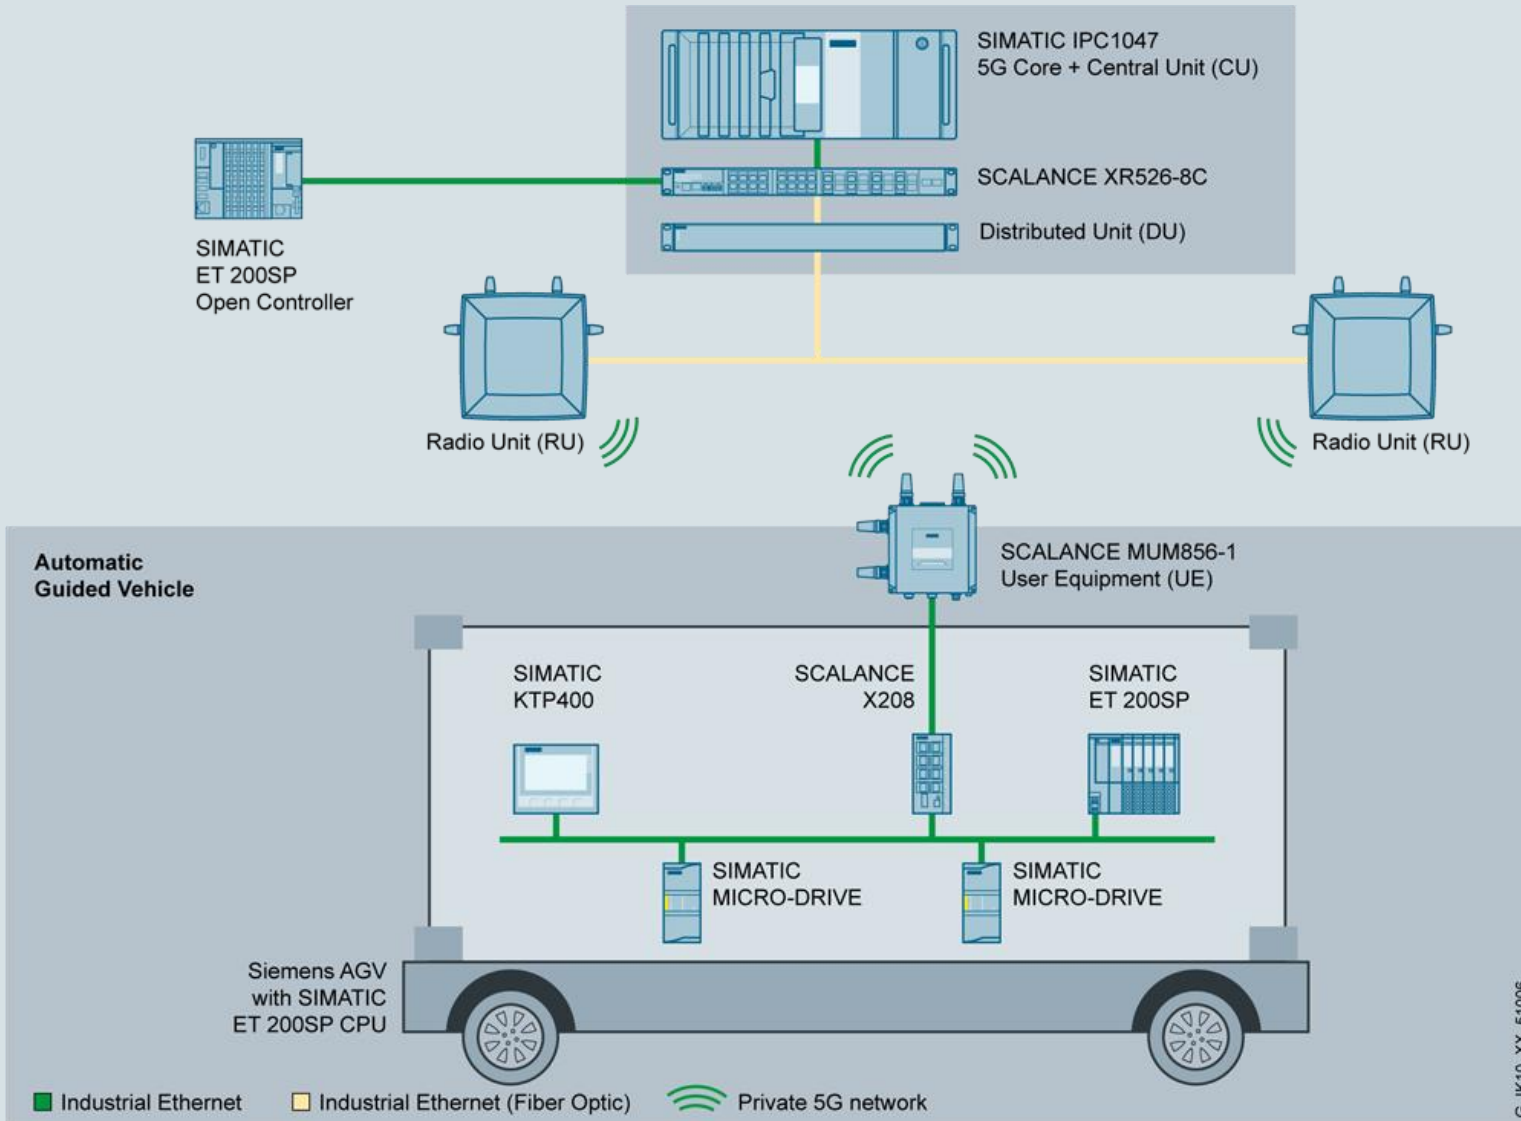 SIMATIC IPC1047
5G Core + Central Unit (CU)
SCALANCE XR526-8C
Distributed Unit (DU)
SIMATIC
ET 200SP
Open Controller
Radio Unit (RU)
Radio Unit (RU)
Automatic
Guided Vehicle
SCALANCE MUM856-1
User Equipment (UE)
SIMATIC
KTP400
SCALANCE
X208
SIMATIC
ET 200SP
SIMATIC
MICRO-DRIVE
SIMATIC
MICRO-DRIVE
Siemens AGV
with SIMATIC
ET 200SP CPU
Industrial Ethernet
Industrial Ethernet (Fiber Optic)
Private 5G network